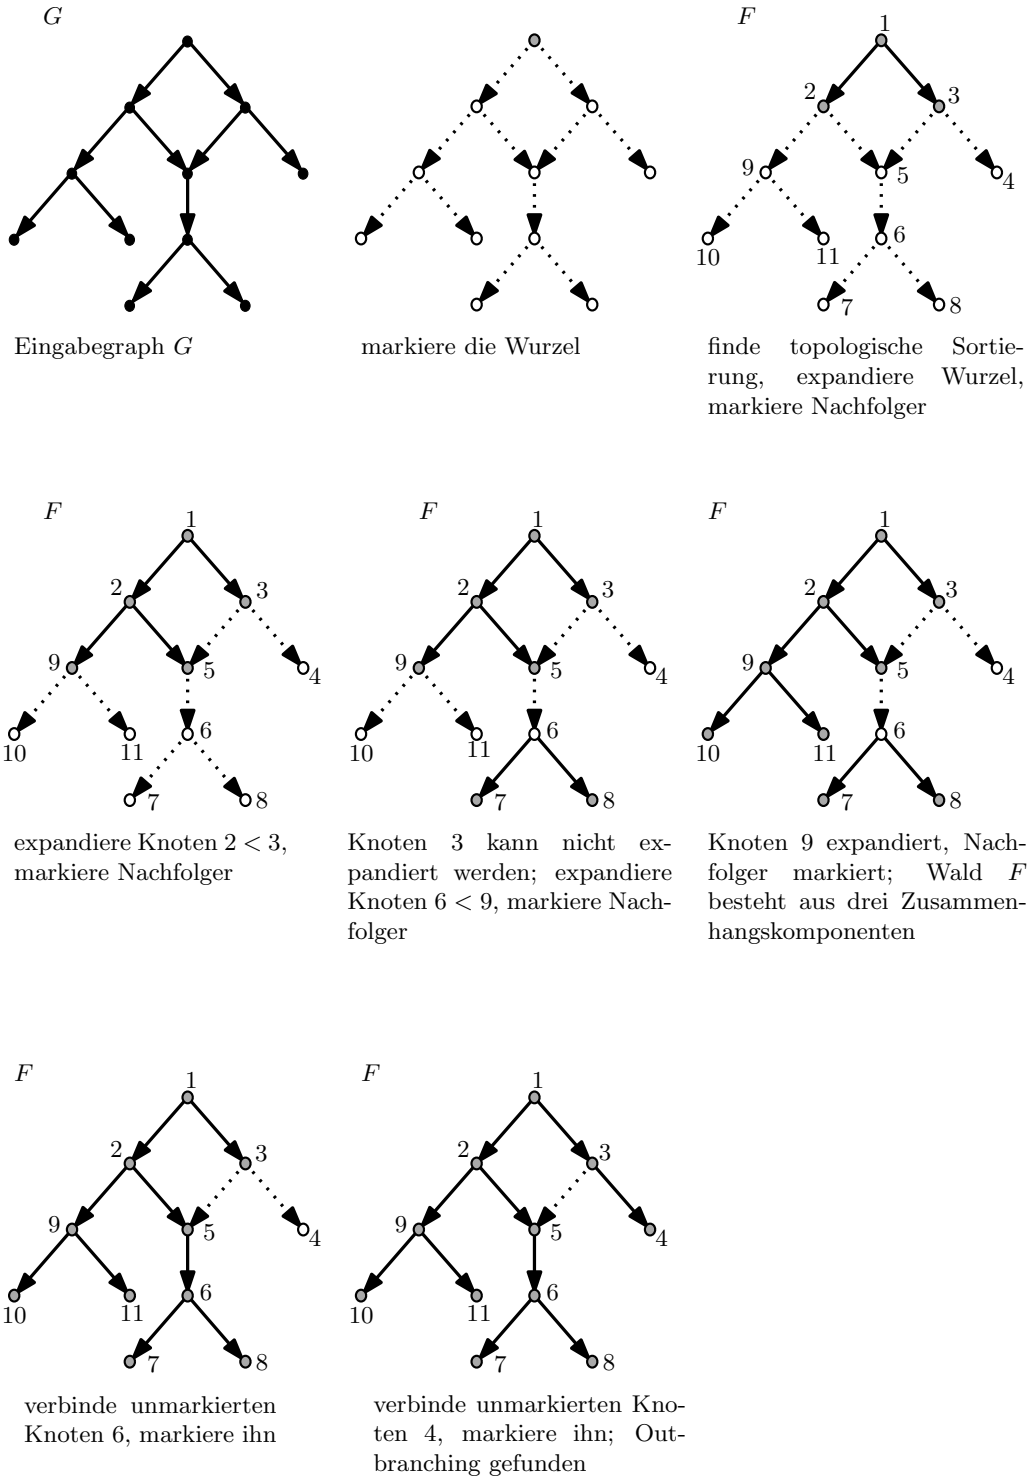 G
F
1
2
3
9
5
4
6
10
11
7
8
Eingabegraph G
markiere die Wurzel
finde topologische Sortie-
rung, expandiere Wurzel,
markiere Nachfolger
F
1
2
3
9
5
4
6
10
11
7
8
expandiere Knoten 2 < 3,
markiere Nachfolger
F
1
2
3
9
5
4
6
10
11
7
8
Knoten 3 kann nicht ex-
pandiert werden; expandiere
Knoten 6 < 9, markiere Nach-
folger
F
1
2
3
9
5
4
6
10
11
7
8
Knoten 9 expandiert, Nach-
folger markiert; Wald F
besteht aus drei Zusammen-
hangskomponenten
F
1
2
3
9
5
4
6
10
11
7
8
verbinde unmarkierten
Knoten 6, markiere ihn
F
1
2
3
9
5
4
6
10
11
7
8
verbinde unmarkierten Kno-
ten 4, markiere ihn; Out-
branching gefunden